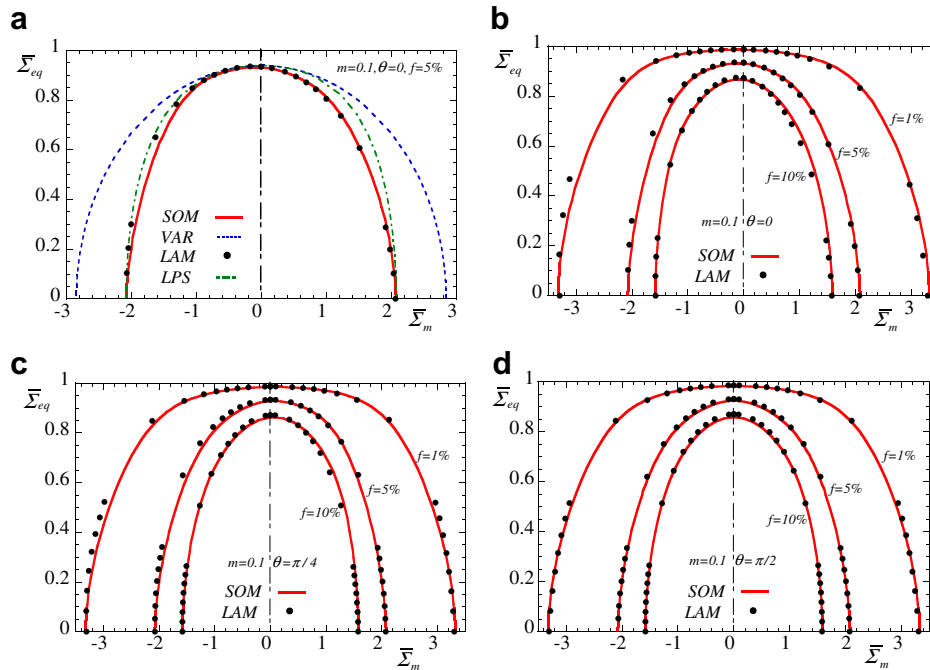 a
Σ̅eq
1
0.8
0.6
0.4
0.2
0
m=0.1, θ=0, f=5%
SOM
VAR
LAM
LPS
-3 -2 -1 0 1 2 3
Σ̅m
b
Σ̅eq
1
0.8
0.6
0.4
0.2
0
f=1%
f=5%
f=10%
m=0.1 θ=0
SOM
LAM
-3 -2 -1 0 1 2 3
Σ̅m
c
Σ̅eq
1
0.8
0.6
0.4
0.2
0
f=1%
f=5%
f=10%
m=0.1 θ=π/4
SOM
LAM
-3 -2 -1 0 1 2 3
Σ̅m
d
Σ̅eq
1
0.8
0.6
0.4
0.2
0
f=1%
f=5%
f=10%
m=0.1 θ=π/2
SOM
LAM
-3 -2 -1 0 1 2 3
Σ̅m